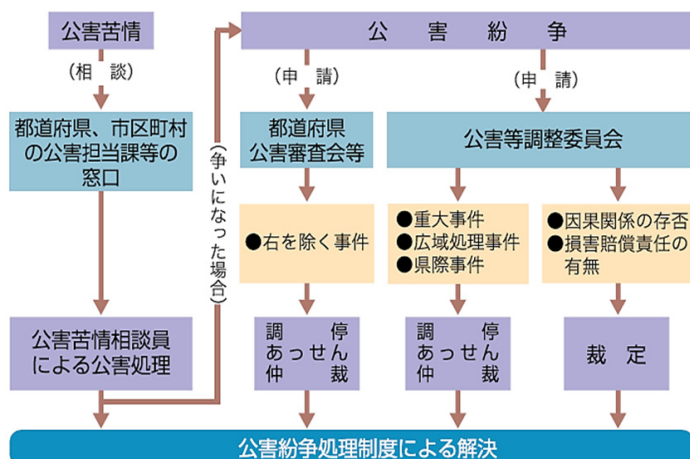 公害苦情
公害紛争
（相談）
（申請）
（申請）
都道府県、市区町村
の公害担当課等の
窓口
（争いになった場合）
都道府県
公害審査会等
公害等調整委員会
●右を除く事件
●重大事件
●広域処理事件
●県際事件
●因果関係の存否
●損害賠償責任の
有無
公害苦情相談員
による公害処理
調停
あっせん
仲裁
調停
あっせん
仲裁
裁定
公害紛争処理制度による解決